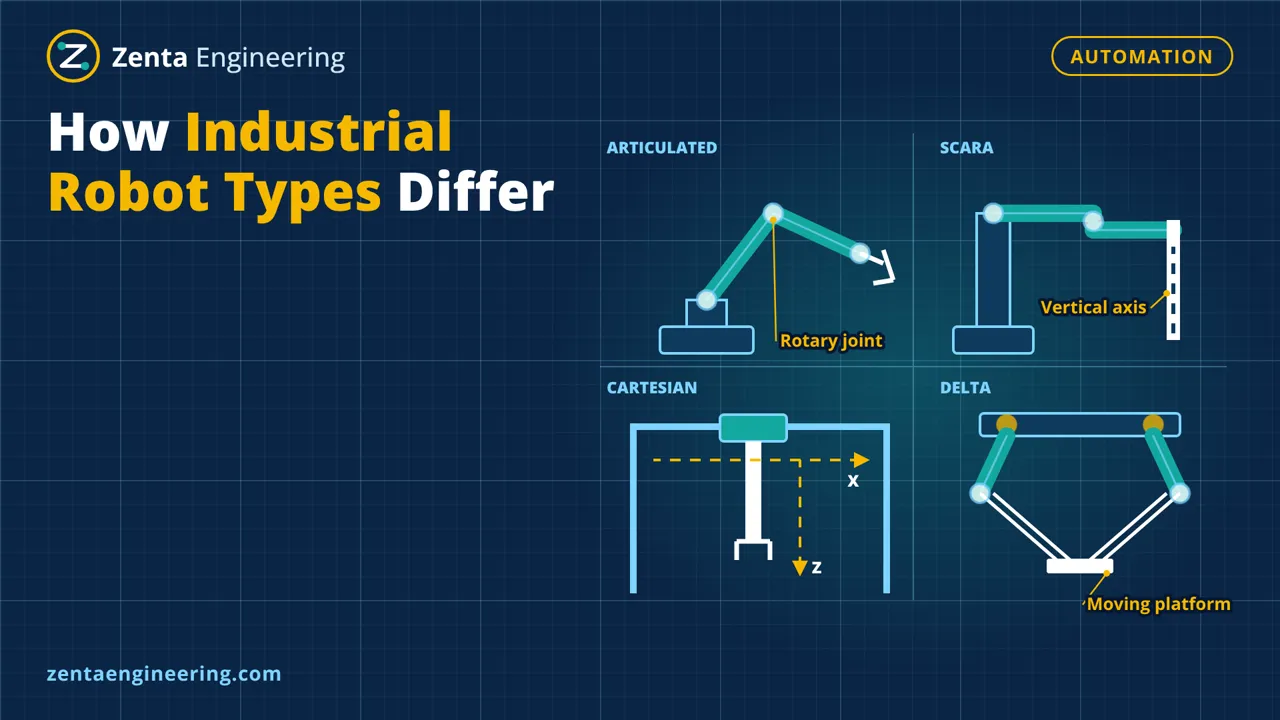 Zenta Engineering
AUTOMATION
How Industrial
Robot Types Differ
ARTICULATED
SCARA
Rotary joint
Vertical axis
CARTESIAN
DELTA
X
Z
Moving platform
zentaengineering.com